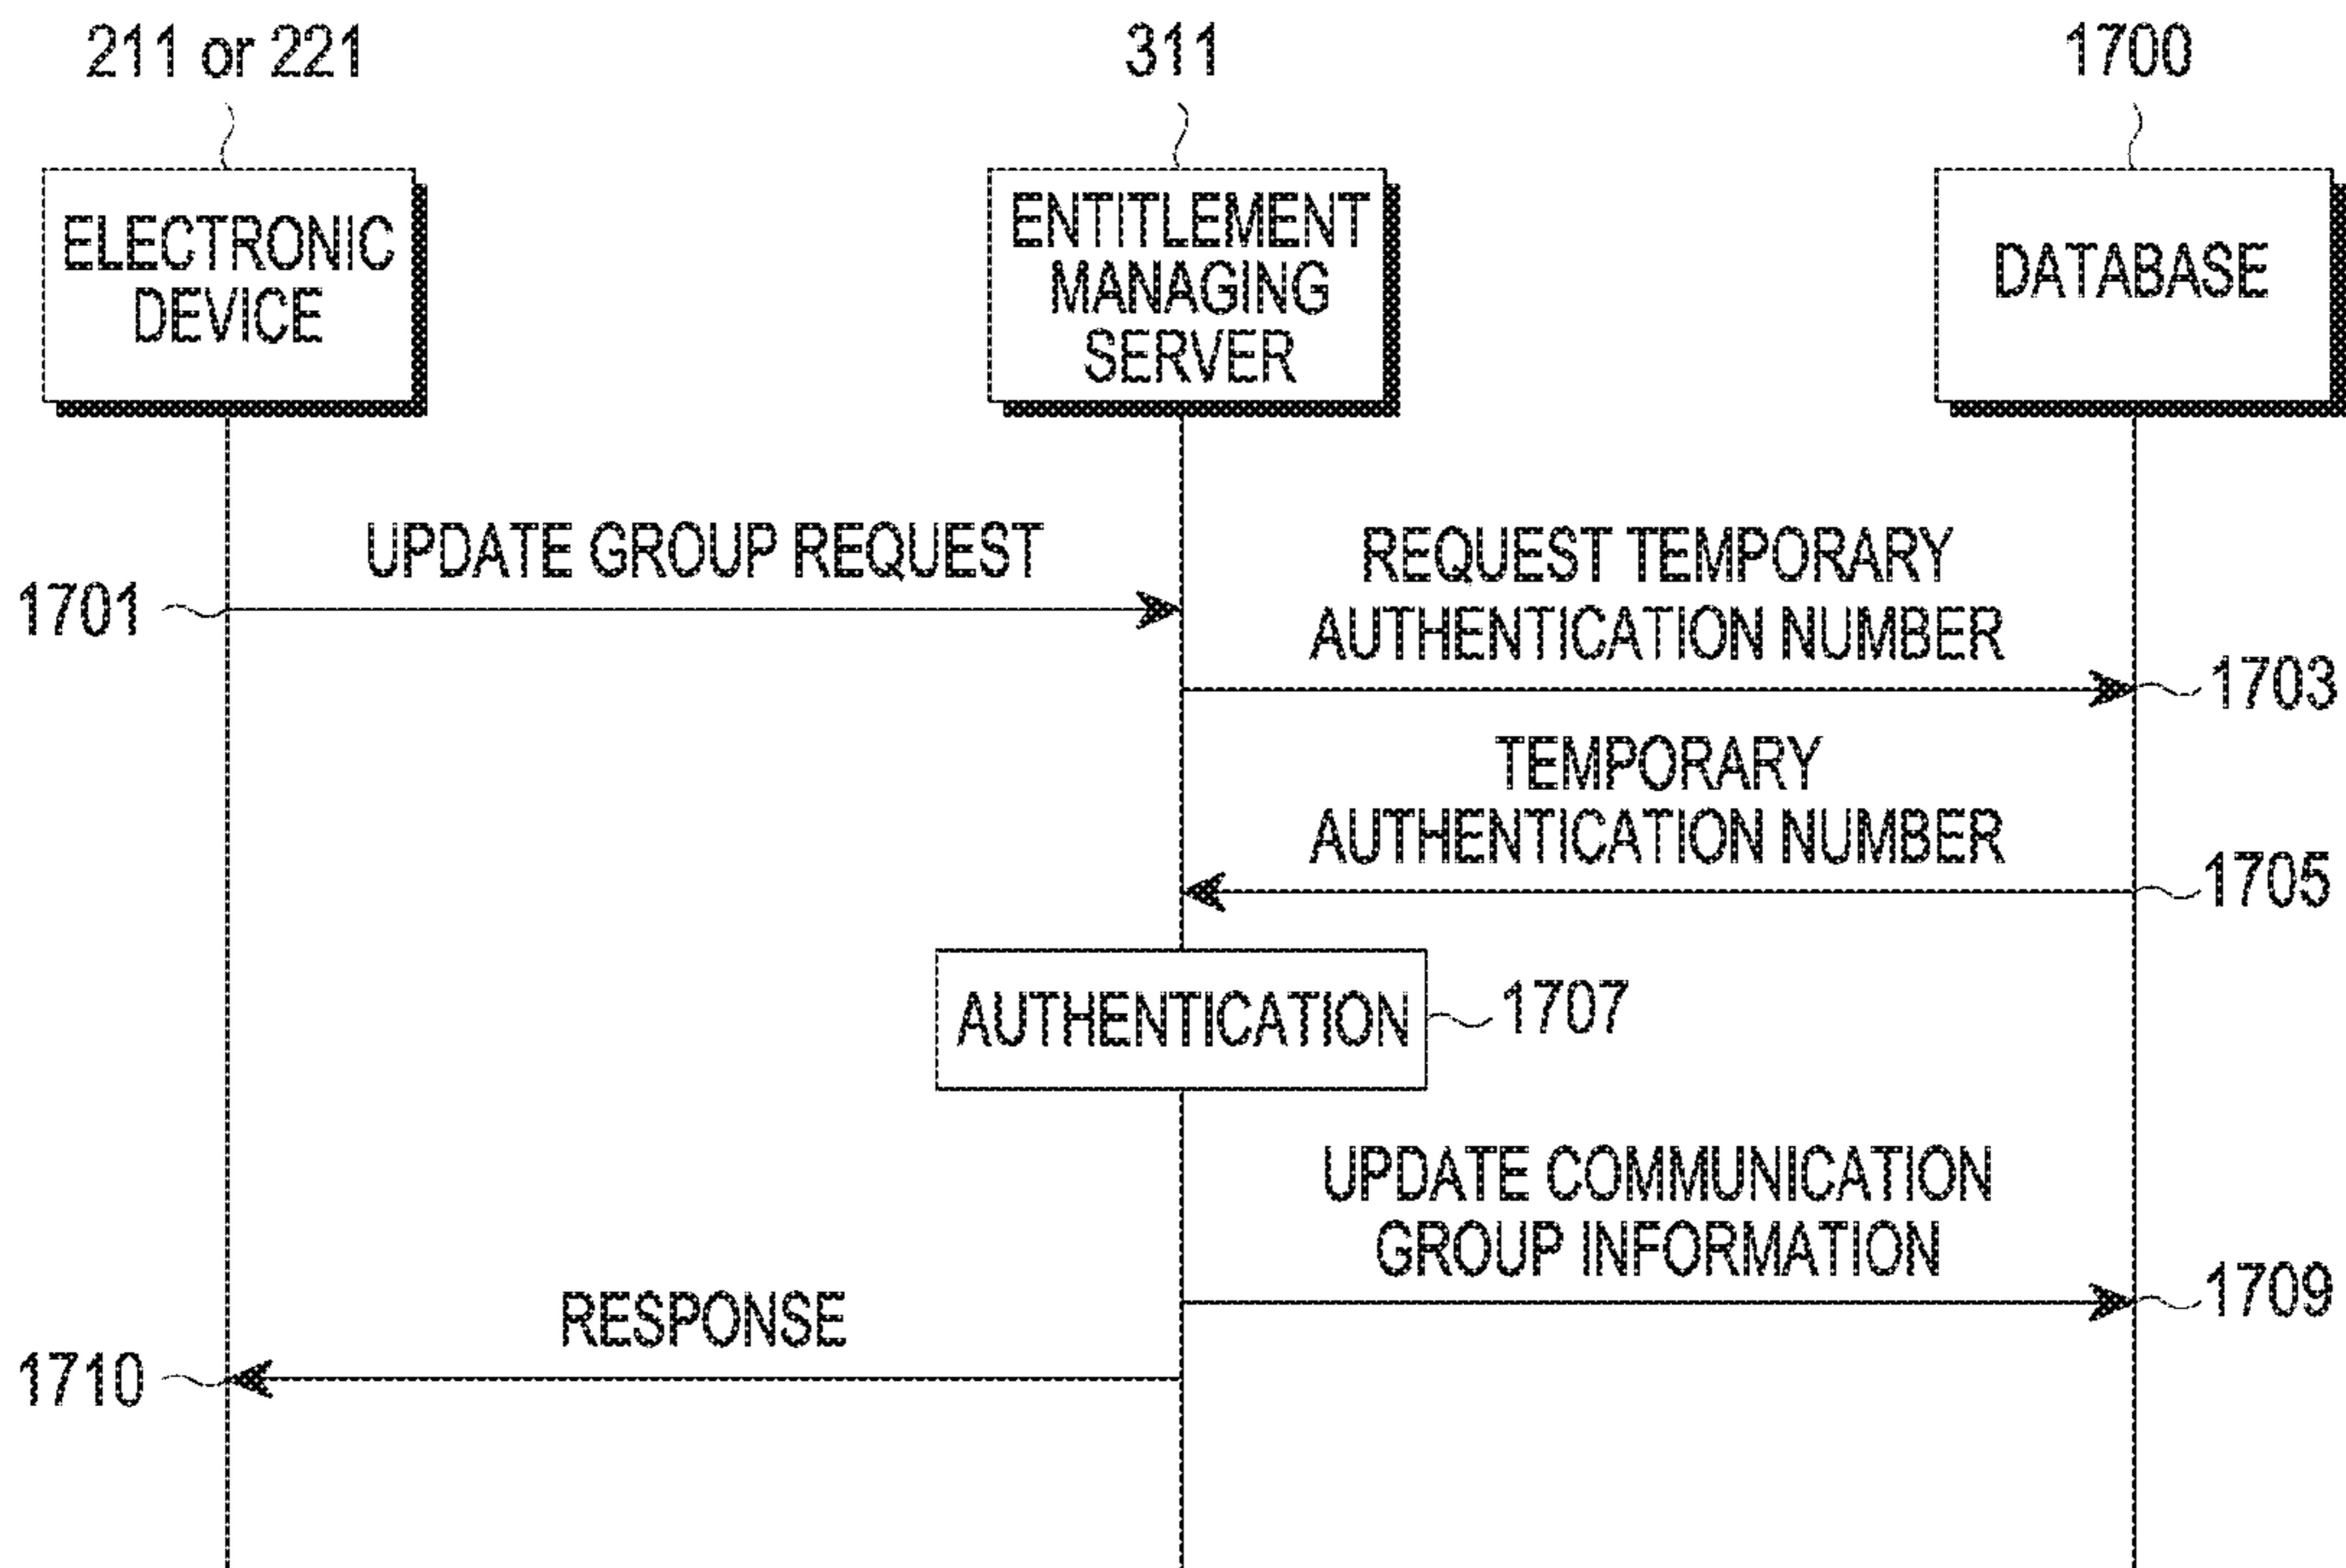 211 or 221
311
1700
ELECTRONIC
DEVICE
ENTITLEMENT
MANAGING
SERVER
DATABASE
UPDATE GROUP REQUEST
1701
REQUEST TEMPORARY
AUTHENTICATION NUMBER
1703
TEMPORARY
AUTHENTICATION NUMBER
1705
AUTHENTICATION
1707
UPDATE COMMUNICATION
GROUP INFORMATION
1709
RESPONSE
1710